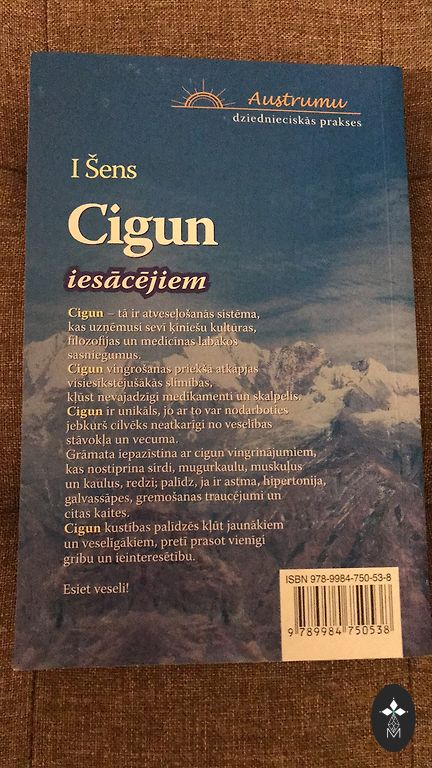 Austrumu
dziednieciskās prakses
I Šens
Cigun
iesācējiem
Cigun – tā ir atveseļošanās sistēma,
kas uzņēmusi sevī ķīniešu kultūras,
filozofijas un medicīnas labākos
sasniegumus.
Cigun vingrošanas priekšā atkāpjas
visiesīkstējušākās slimības,
kļūst nevajadzīgi medikamenti un skalpelis.
Cigun ir unikāls, jo ar to var nodarboties
jebkurš cilvēks neatkarīgi no veselības
stāvokļa un vecuma.
Grāmata iepazīstina ar cigun vingrinājumiem,
kas nostiprina sirdi, mugurkaulu, muskuļus
un kaulus, redzi; palīdz, ja ir astma, hipertonija,
galvassāpes, gremošanas traucējumi un
citas kaites.
Cigun kustības palīdzēs kļūt jaunākiem
un veselīgākiem, pretī prasot vienīgi
gribu un ieinteresētību.
Esiet veseli!
ISBN 978-9984-750-53-8
9 789984 750538
M